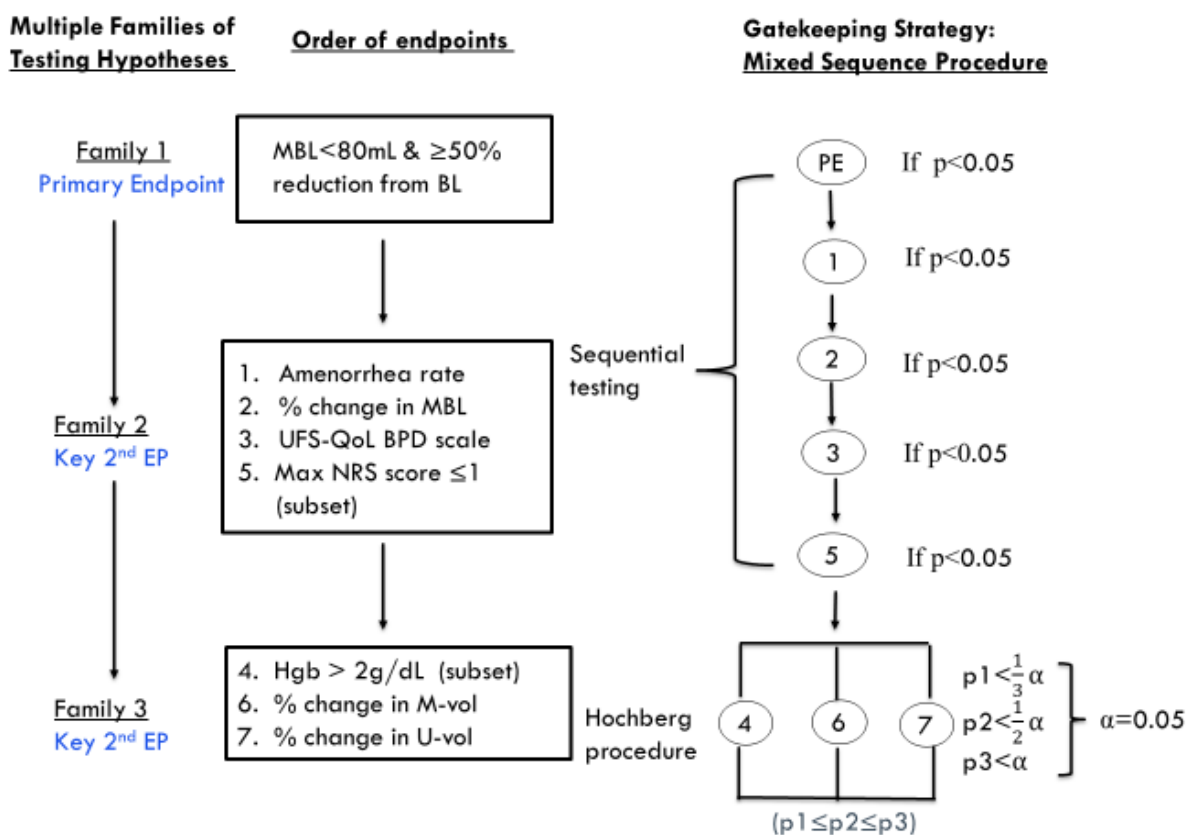 Multiple Families of
Testing Hypotheses
Order of endpoints
Gatekeeping Strategy:
Mixed Sequence Procedure
Family 1
Primary Endpoint
MBL<80mL & ≥50%
reduction from BL
PE
If p<0.05
1
If p<0.05
2
If p<0.05
3
If p<0.05
5
If p<0.05
Sequential
testing
Family 2
Key 2nd EP
1. Amenorrhea rate
2. % change in MBL
3. UFS-QoL BPD scale
5. Max NRS score ≤1
(subset)
Family 3
Key 2nd EP
4. Hgb > 2g/dL (subset)
6. % change in M-vol
7. % change in U-vol
Hochberg
procedure
4
6
7
p1<1/3 α
p2<1/2 α
p3<α
α=0.05
(p1≤p2≤p3)